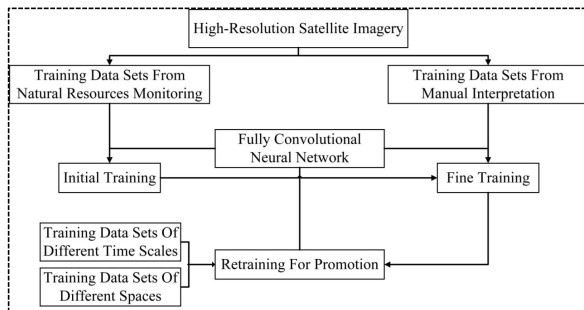 High-Resolution Satellite Imagery
Training Data Sets From
Natural Resources Monitoring
Training Data Sets From
Manual Interpretation
Fully Convolutional
Neural Network
Initial Training
Fine Training
Training Data Sets Of
Different Time Scales
Training Data Sets Of
Different Spaces
Retraining For Promotion